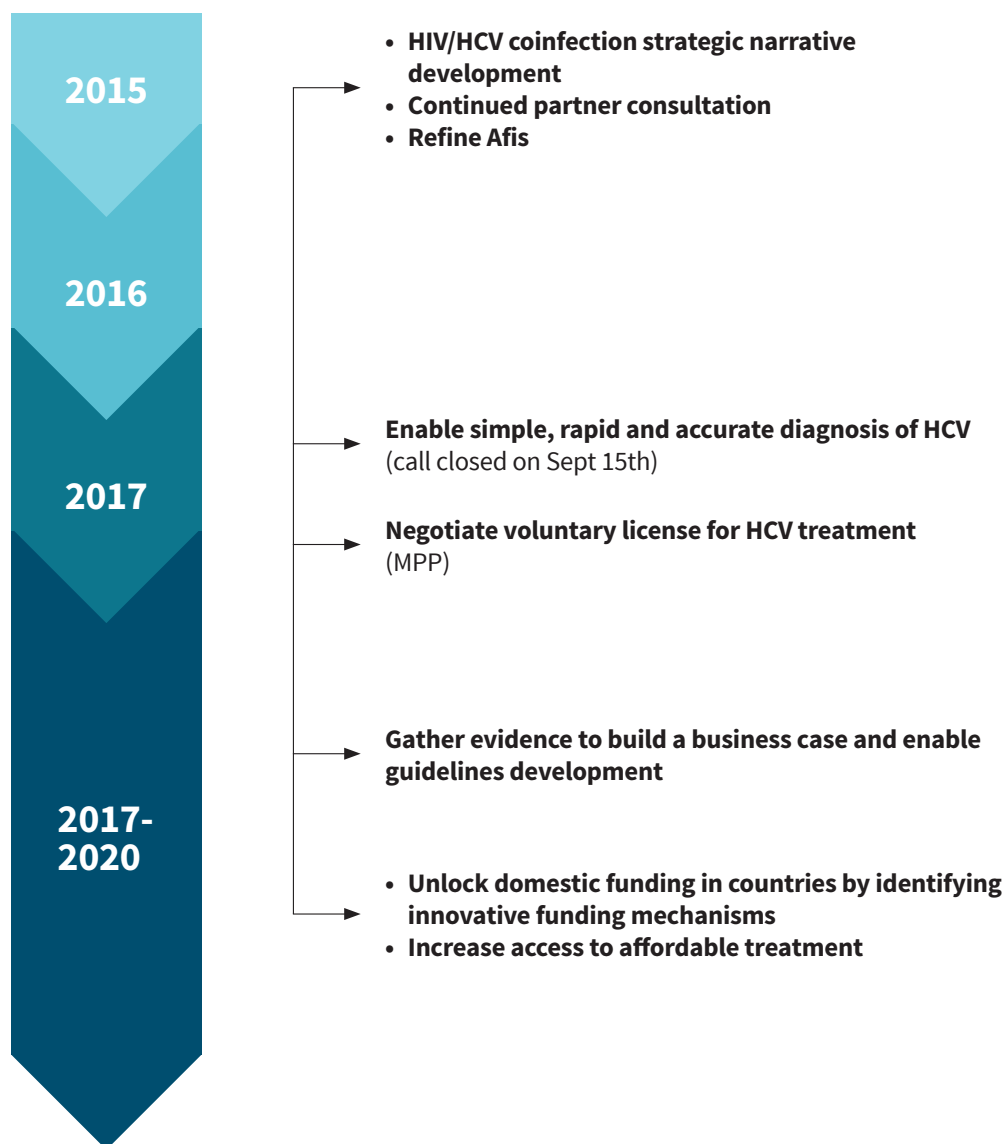 2015
• HIV/HCV coinfection strategic narrative
development
• Continued partner consultation
• Refine Afis
2016
2017
Enable simple, rapid and accurate diagnosis of HCV
(call closed on Sept 15th)
Negotiate voluntary license for HCV treatment
(MPP)
2017-
2020
Gather evidence to build a business case and enable
guidelines development
• Unlock domestic funding in countries by identifying
innovative funding mechanisms
• Increase access to affordable treatment